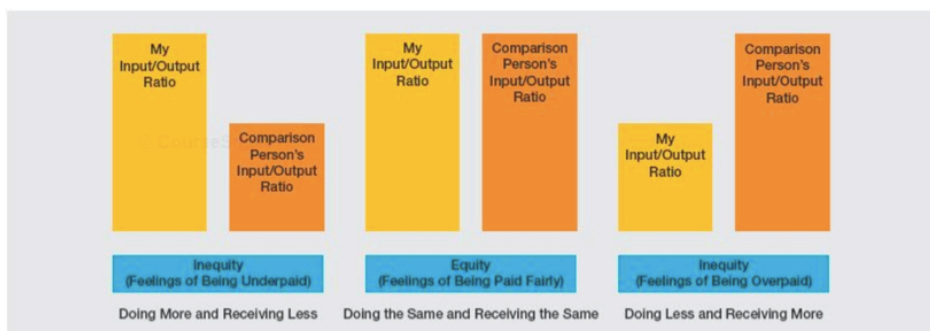 My
Input/Output
Ratio
Comparison
Person's
Input/Output
Ratio
My
Input/Output
Ratio
Comparison
Person's
Input/Output
Ratio
My
Input/Output
Ratio
Comparison
Person's
Input/Output
Ratio
Inequity
(Feelings of Being Underpaid)
Equity
(Feelings of Being Paid Fairly)
Inequity
(Feelings of Being Overpaid)
Doing More and Receiving Less
Doing the Same and Receiving the Same
Doing Less and Receiving More